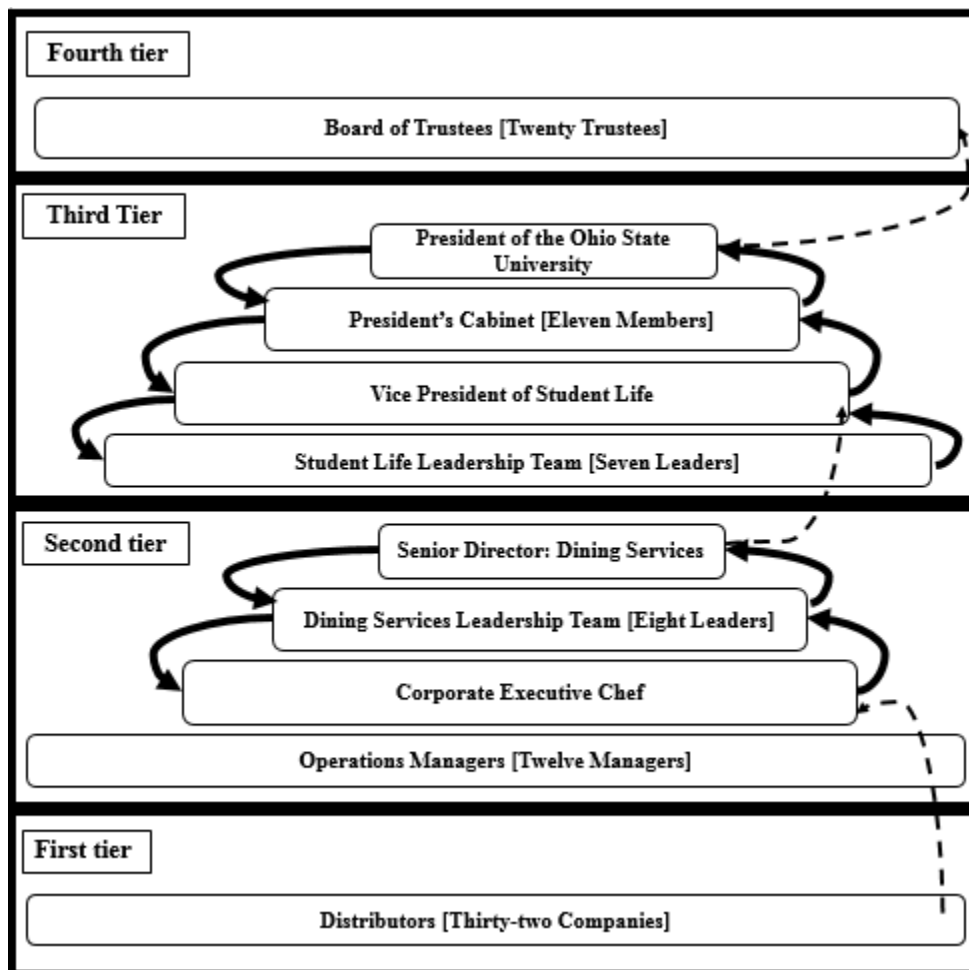 Fourth tier
Board of Trustees [Twenty Trustees]
Third Tier
President of the Ohio State
University
President’s Cabinet [Eleven Members]
Vice President of Student Life
Student Life Leadership Team [Seven Leaders]
Second tier
Senior Director: Dining Services
Dining Services Leadership Team [Eight Leaders]
Corporate Executive Chef
Operations Managers [Twelve Managers]
First tier
Distributors [Thirty-two Companies]